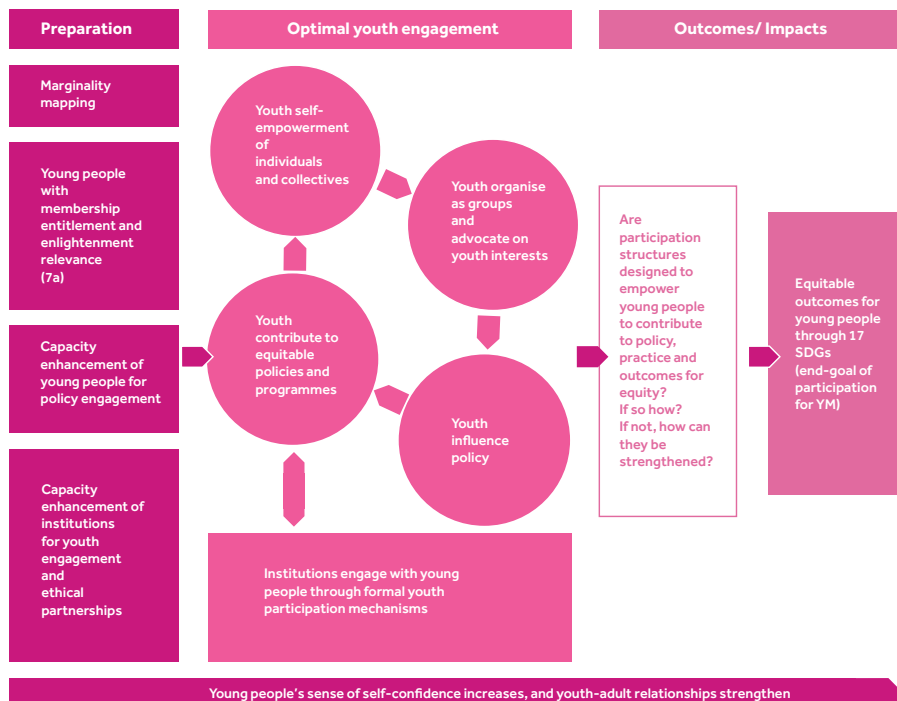 Preparation
Optimal youth engagement
Outcomes/ Impacts
Marginality
mapping
Young people
with
membership
entitlement and
enlightenment
relevance
(7a)
Capacity
enhancement of
young people for
policy engagement
Capacity
enhancement of
institutions
for youth
engagement
and
ethical
partnerships
Youth self-
empowerment
of
individuals
and collectives
Youth organise
as groups
and
advocate on
youth interests
Youth
contribute to
equitable
policies and
programmes
Youth
influence
policy
Institutions engage with young
people through formal youth
participation mechanisms
Are
participation
structures
designed to
empower
young people
to contribute
to policy,
practice and
outcomes for
equity?
If so how?
If not, how can
they be
strengthened?
Equitable
outcomes for
young people
through 17
SDGs
(end-goal of
participation
for YM)
Young people's sense of self-confidence increases, and youth-adult relationships strengthen